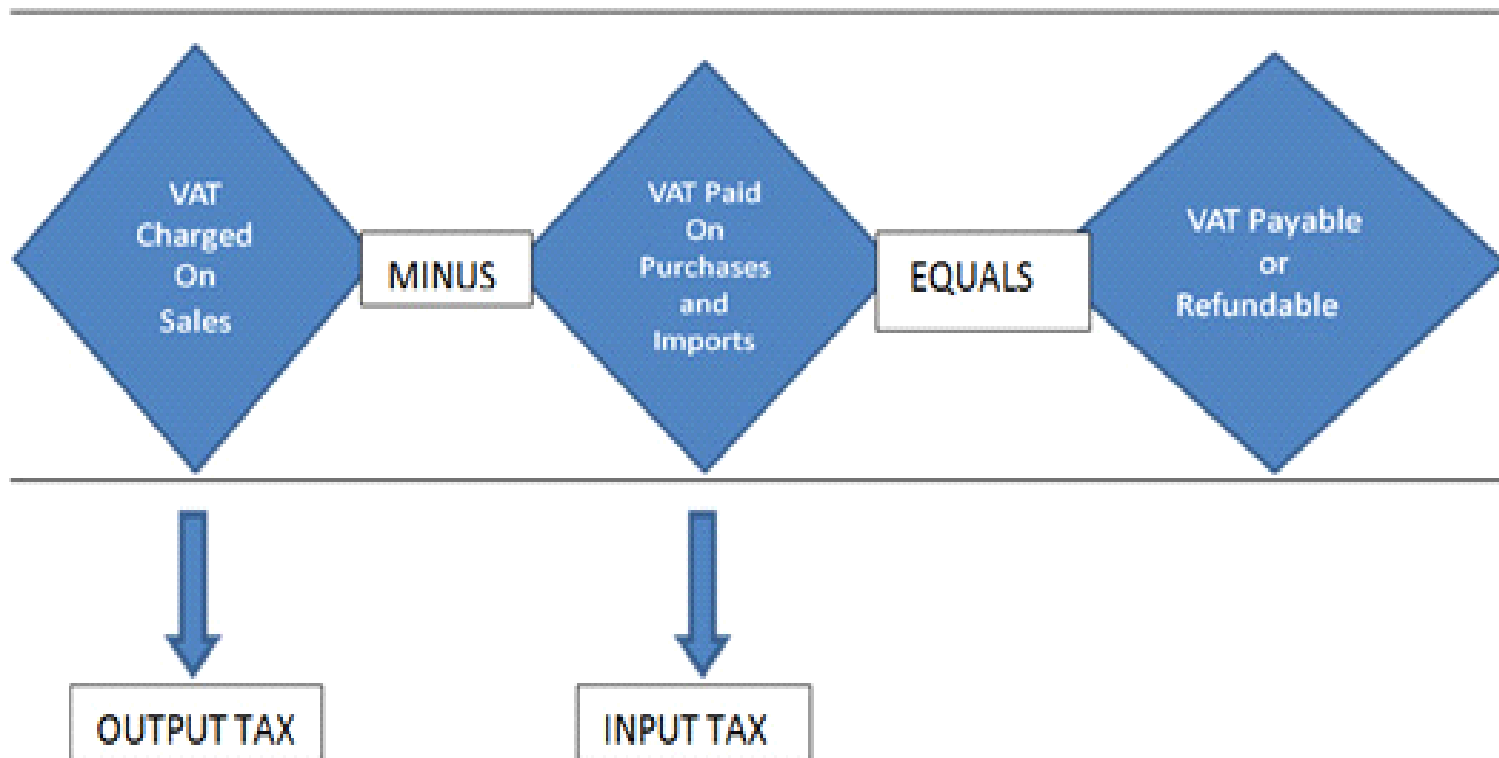 VAT
Charged
On
Sales
MINUS
VAT Paid
On
Purchases
and
Imports
EQUALS
VAT Payable
or
Refundable
OUTPUT TAX
INPUT TAX